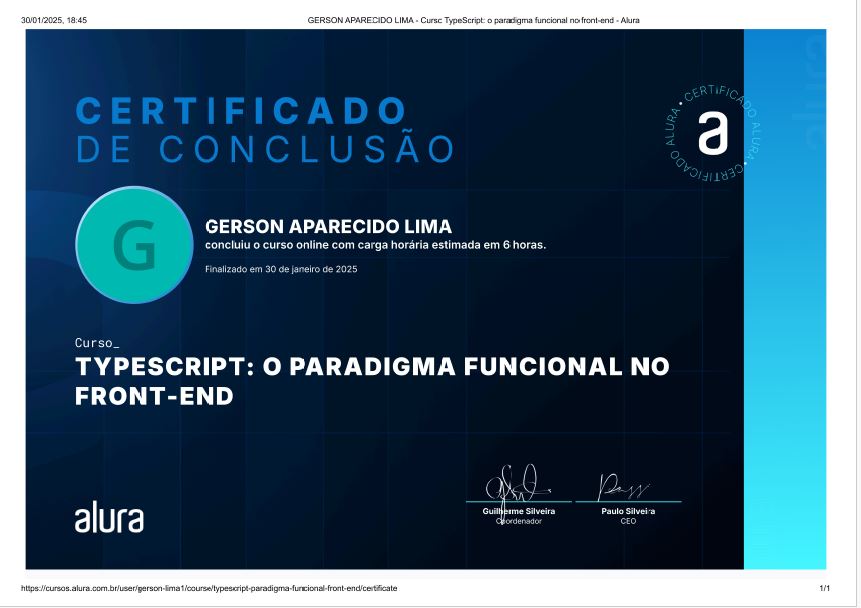 30/01/2025, 18:45
GERSON APARECIDO LIMA - Curso TypeScript: o paradigma funcional no front-end - Alura
CERTIFICADO
DE CONCLUSÃO
CERTIFICADO ALURA • CERTIFICADO ALURA •
a
alura
G
GERSON APARECIDO LIMA
concluiu o curso online com carga horária estimada em 6 horas.
Finalizado em 30 de janeiro de 2025
Curso_
TYPESCRIPT: O PARADIGMA FUNCIONAL NO
FRONT-END
alura
Guilherme Silveira
Coordenador
Paulo Silveira
CEO
https://cursos.alura.com.br/user/gerson-lima1/course/typescript-paradigma-funcional-front-end/certificate
1/1